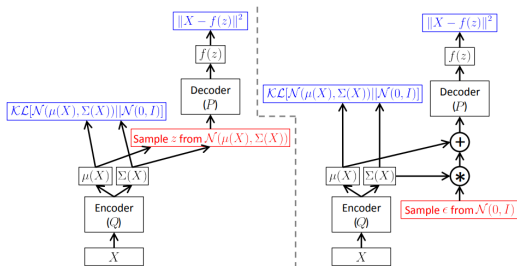 ‖X − f(z)‖²
f(z)
Decoder
(P)
𝒦ℒ[𝒩(μ(X), Σ(X))||𝒩(0, I)]
Sample z from 𝒩(μ(X), Σ(X))
μ(X)
Σ(X)
Encoder
(Q)
X
‖X − f(z)‖²
f(z)
Decoder
(P)
𝒦ℒ[𝒩(μ(X), Σ(X))||𝒩(0, I)]
+
μ(X)
Σ(X)
*
Encoder
(Q)
Sample ϵ from 𝒩(0, I)
X